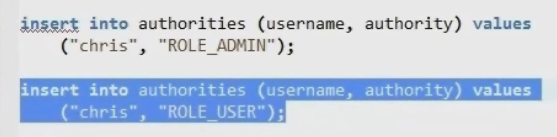 insert into authorities (username, authority) values
("chris", "ROLE_ADMIN");
insert into authorities (username, authority) values
("chris", "ROLE_USER");